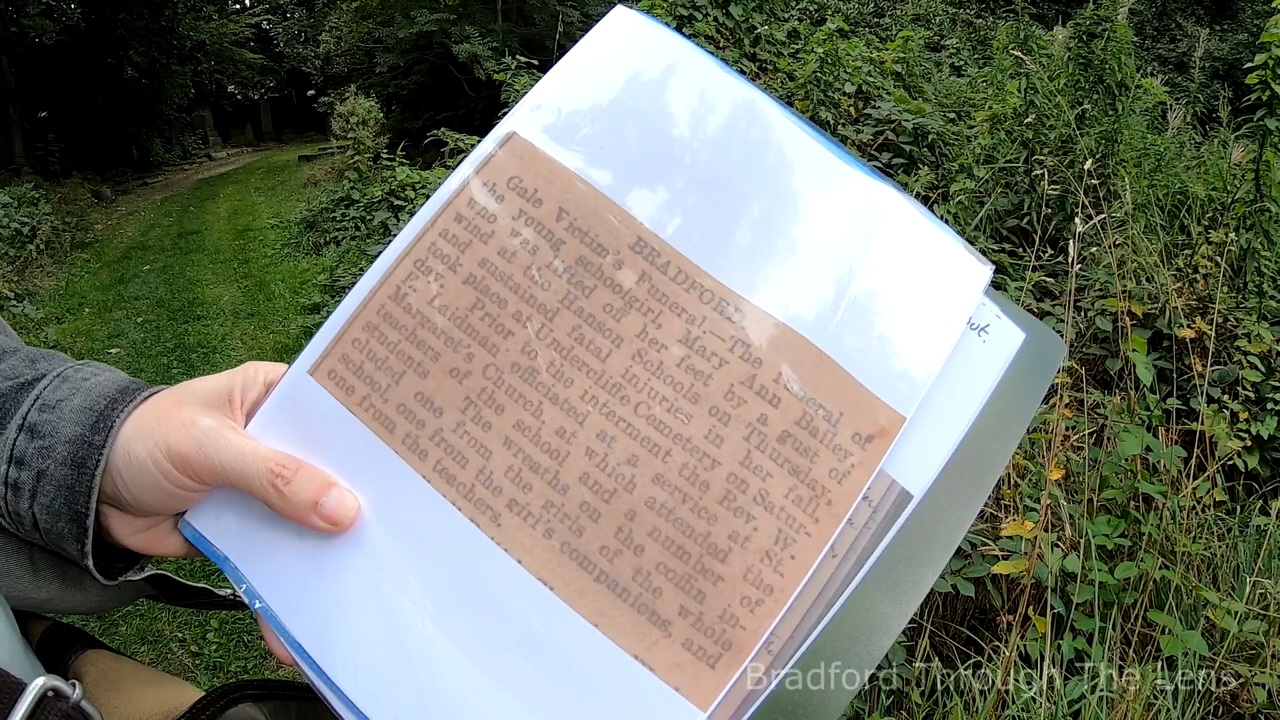 BRADFORD.
Gale Victim's Funeral.—The funeral of
the young schoolgirl, Mary Ann Bailey,
who was lifted off her feet by a gust of
wind at the Hanson Schools on Thursday,
and sustained fatal injuries in her fall,
took place at Undercliffe Cemetery on Satur-
day. Prior to the interment the Rev. W.
Laidman officiated at a service at St.
Margaret's Church, at which attended the
teachers of the school and a number of
students. The wreaths on the coffin in-
cluded one from the girls of the whole
school, one from the girl's companions, and
one from the teachers.
Bradford Through The Lens